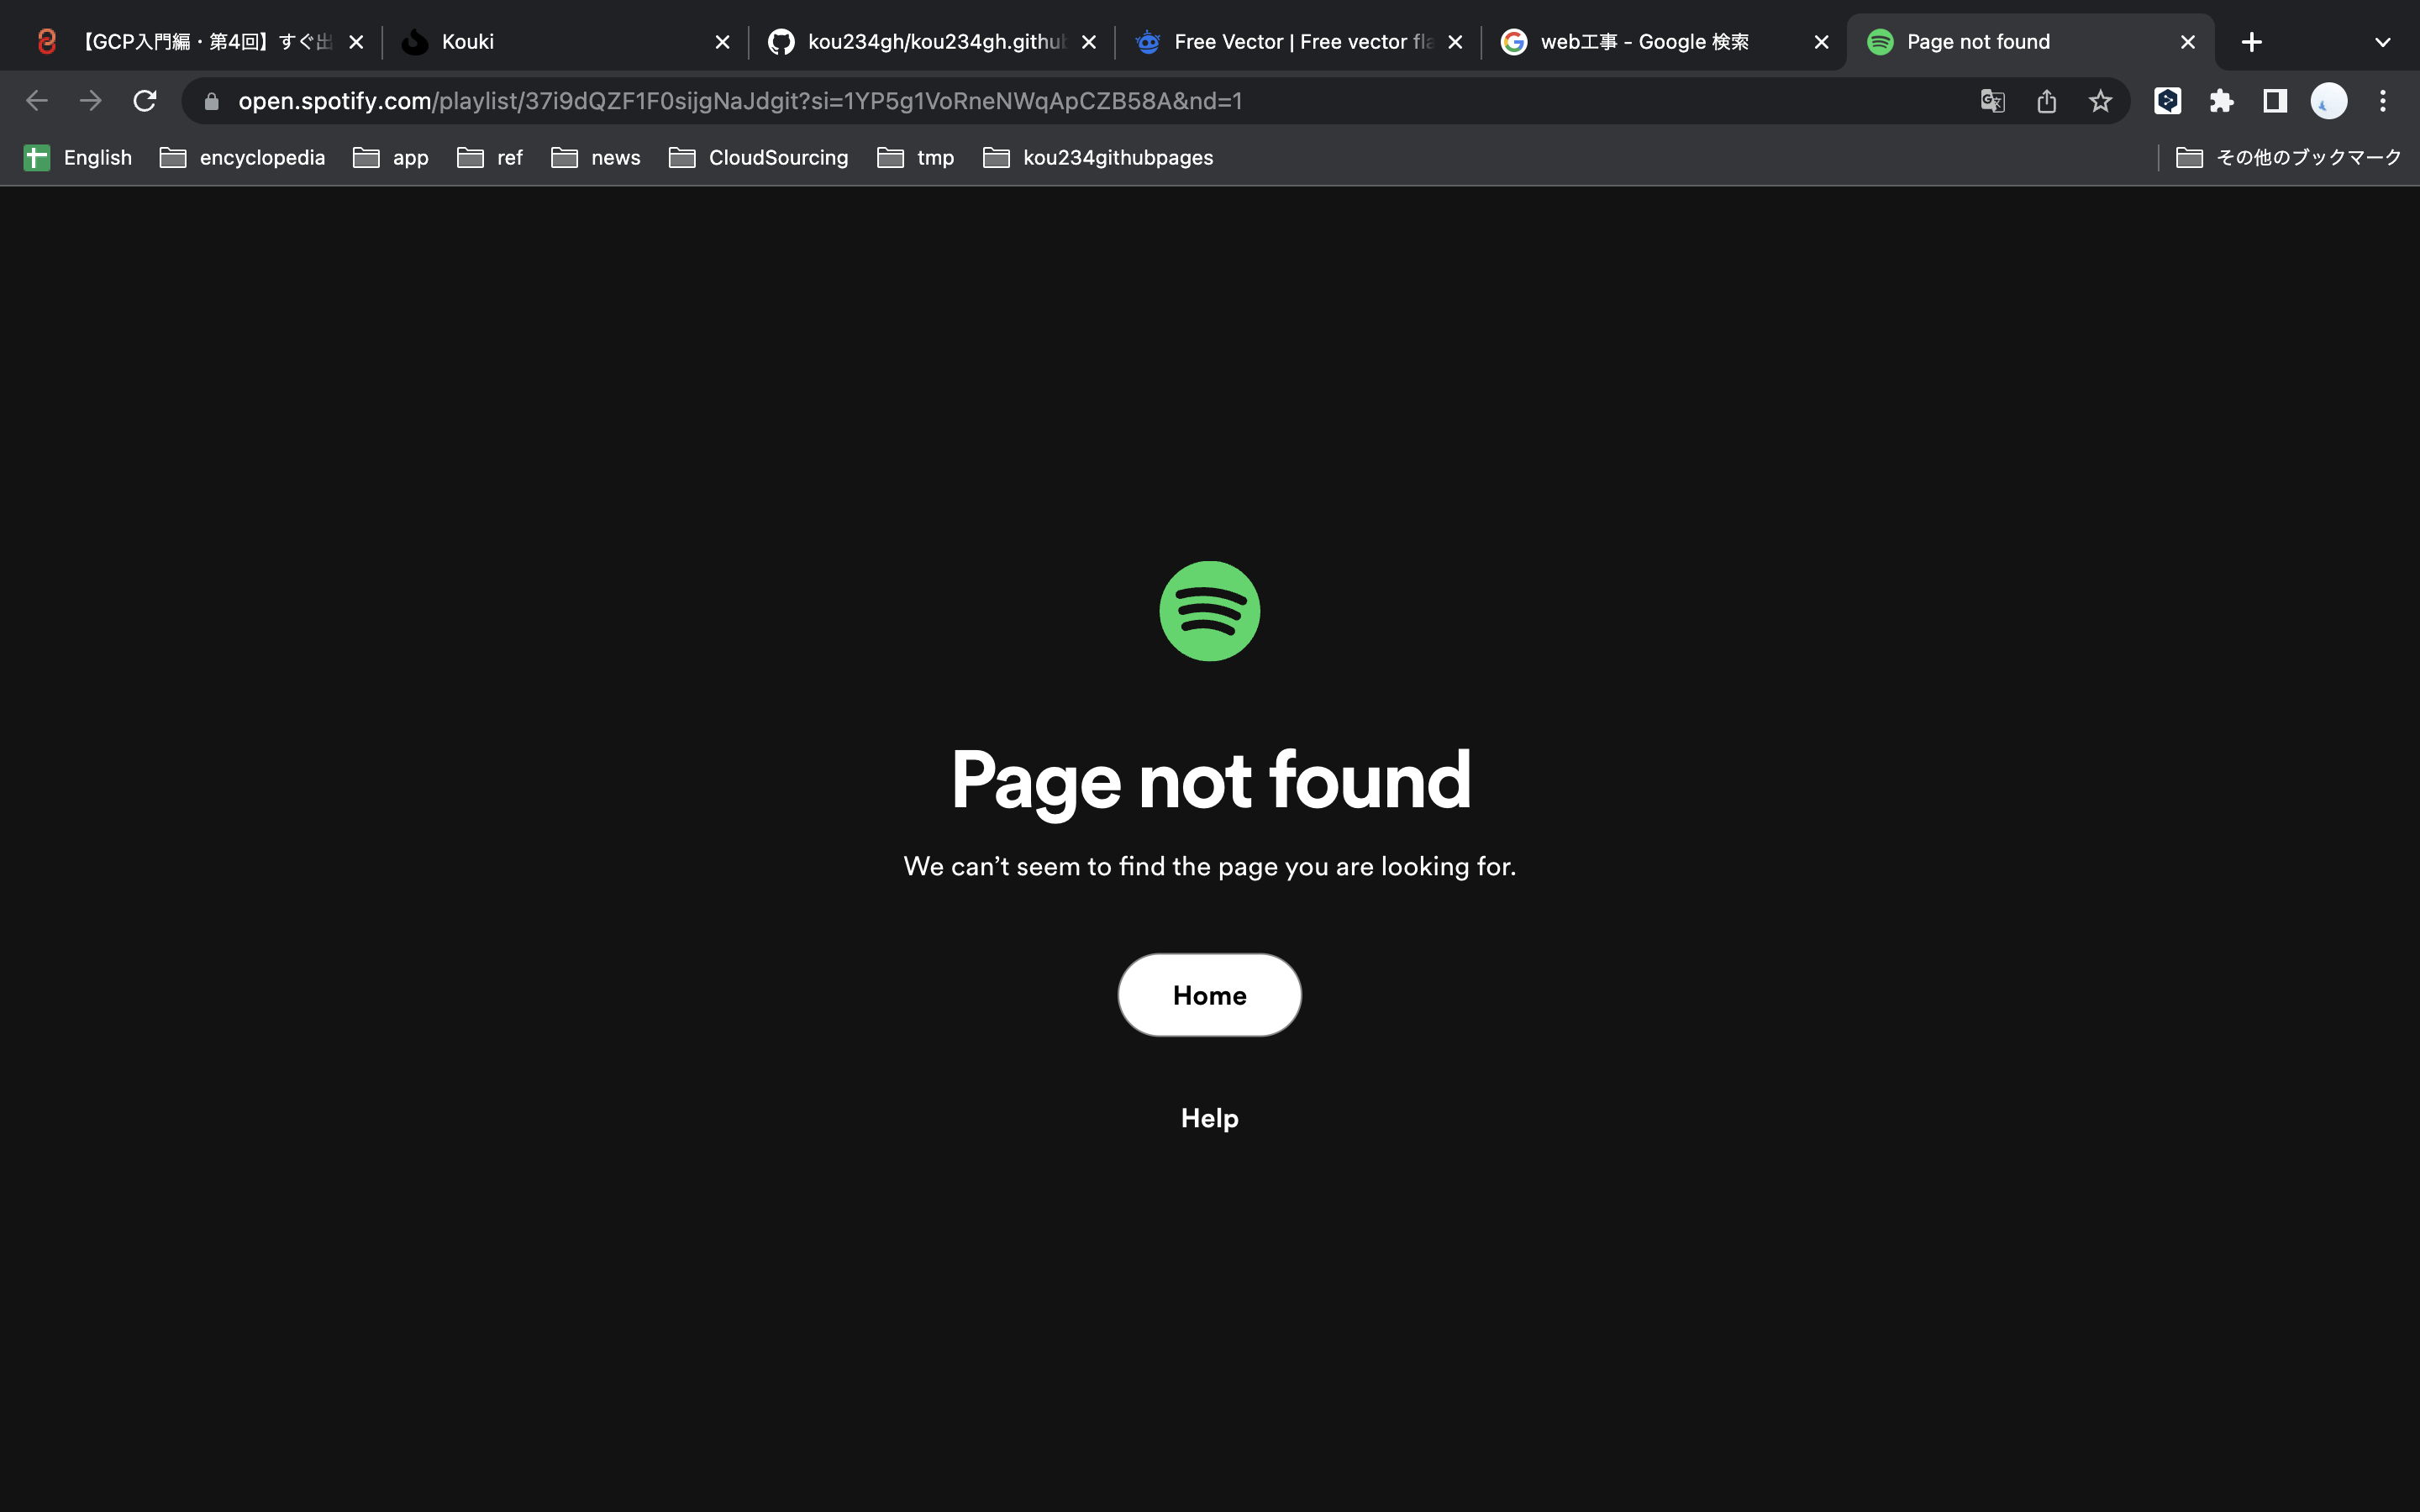 【GCP入門編・第4回】すぐ出
Kouki
kou234gh/kou234gh.github
Free Vector | Free vector fla
web工事 - Google 検索
Page not found
open.spotify.com/playlist/37i9dQZF1F0sijgNaJdgit?si=1YP5g1VoRneNWqApCZB58A&nd=1
English
encyclopedia
app
ref
news
CloudSourcing
tmp
kou234githubpages
その他のブックマーク
Page not found
We can’t seem to find the page you are looking for.
Home
Help